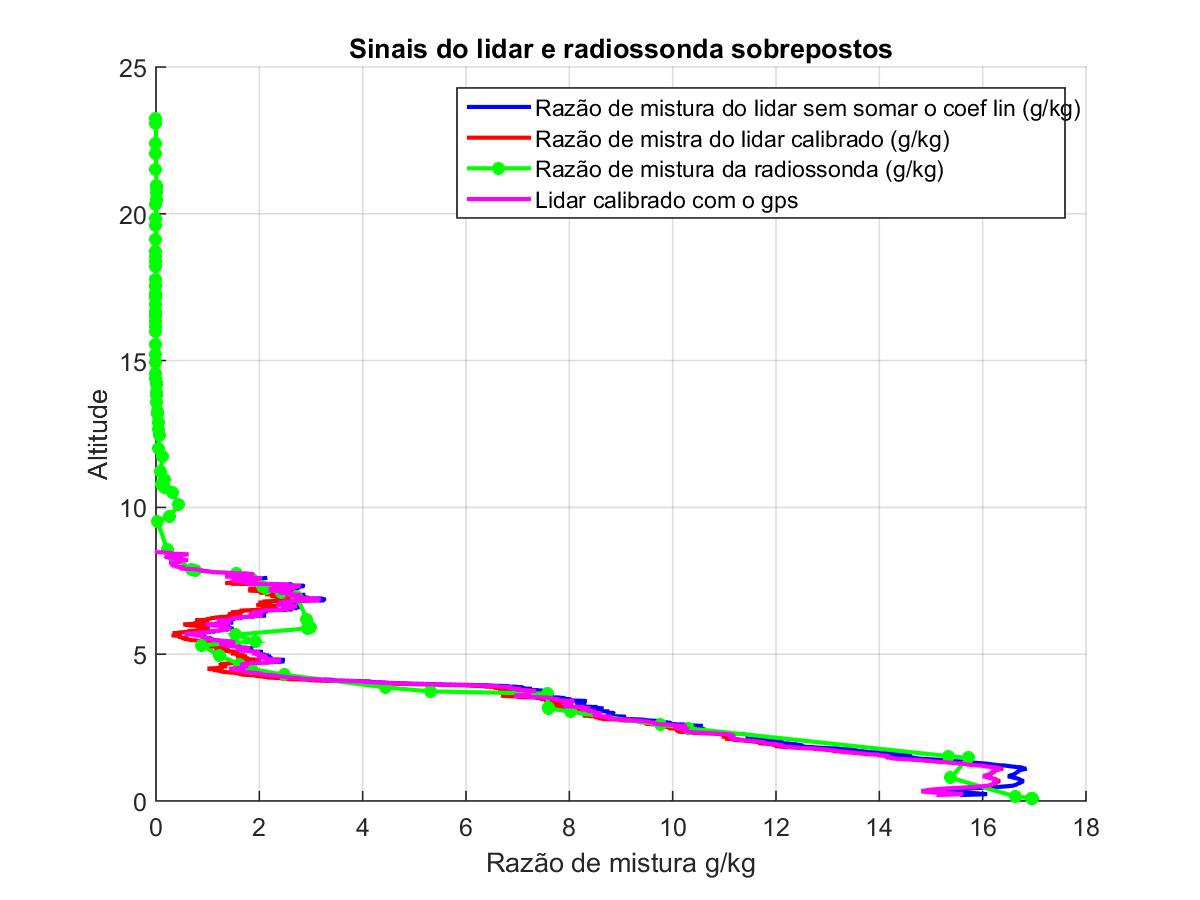 Sinais do lidar e radiossonda sobrepostos
Razão de mistura do lidar sem somar o coef lin (g/kg)
Razão de mistra do lidar calibrado (g/kg)
Razão de mistura da radiossonda (g/kg)
Lidar calibrado com o gps
25
20
15
10
5
0
Altitude
0 2 4 6 8 10 12 14 16 18
Razão de mistura g/kg